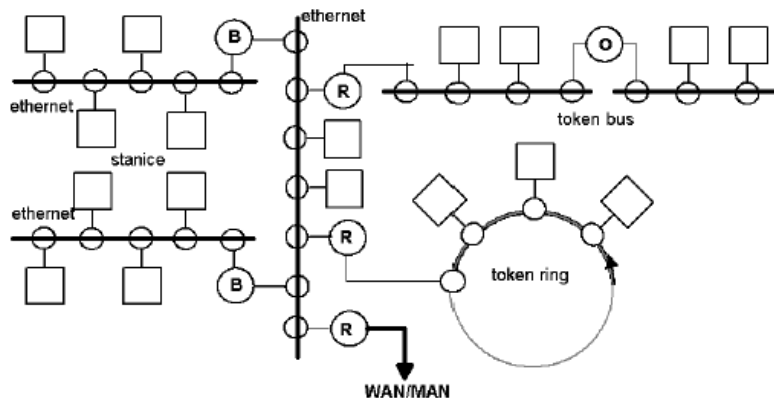 ethernet
B
O
R
ethernet
token bus
stanice
ethernet
R
token ring
B
R
WAN/MAN